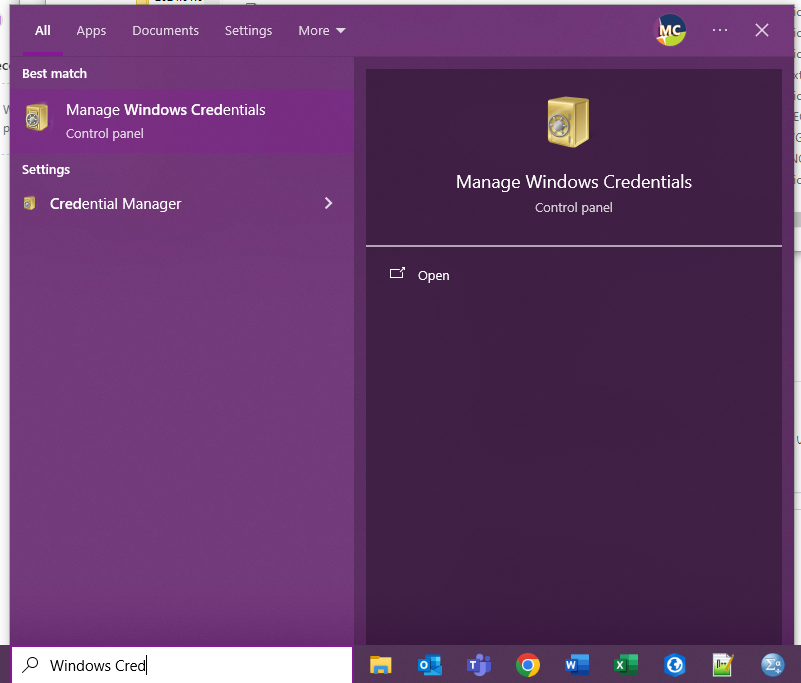 All Apps Documents Settings More
MC
Best match
Manage Windows Credentials
Control panel
Settings
Credential Manager
Manage Windows Credentials
Control panel
Open
Windows Cred